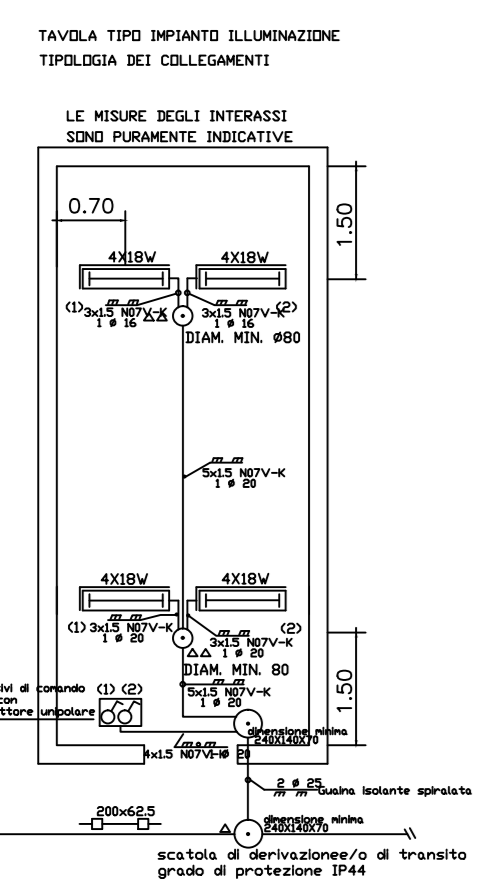 TAVOLA TIPO IMPIANTO ILLUMINAZIONE
TIPOLOGIA DEI COLLEGAMENTI
LE MISURE DEGLI INTERASSI
SONO PURAMENTE INDICATIVE
0.70
1.50
4X18W
4X18W
(1)
3x1.5 N07V-K
1 ø 16
3x1.5 N07V-K
(2)
1 ø 16
DIAM. MIN. Ø80
5x1.5 N07V-K
1 ø 20
4X18W
4X18W
(1) 3x1.5 N07V-K
1 ø 20
(2)
3x1.5 N07V-K
1 ø 20
DIAM. MIN. 80
1.50
5x1.5 N07V-K
1 ø 20
ivi di comando
(1) (2)
con
ttore unipolare
dimensione minima
240X140X70
4x1.5 N07V
20
2 ø 25
Guaina isolante spiralata
200x62.5
dimensione minima
240X140X70
scatola di derivazionee/o di transito
grado di protezione IP44